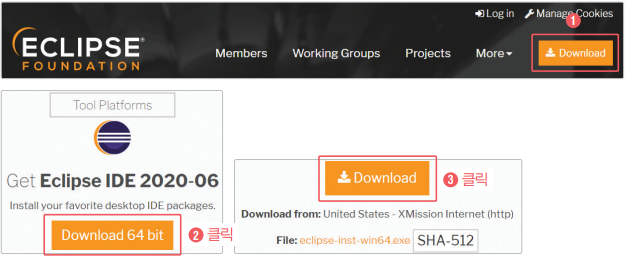 Log in Manage Cookies
1
ECLIPSE®
FOUNDATION
Members Working Groups Projects More Download
Tool Platforms
Get Eclipse IDE 2020-06
Install your favorite desktop IDE packages.
Download 64 bit
2 클릭
Download
3 클릭
Download from: United States - XMission Internet (http)
File: eclipse-inst-win64.exe SHA-512